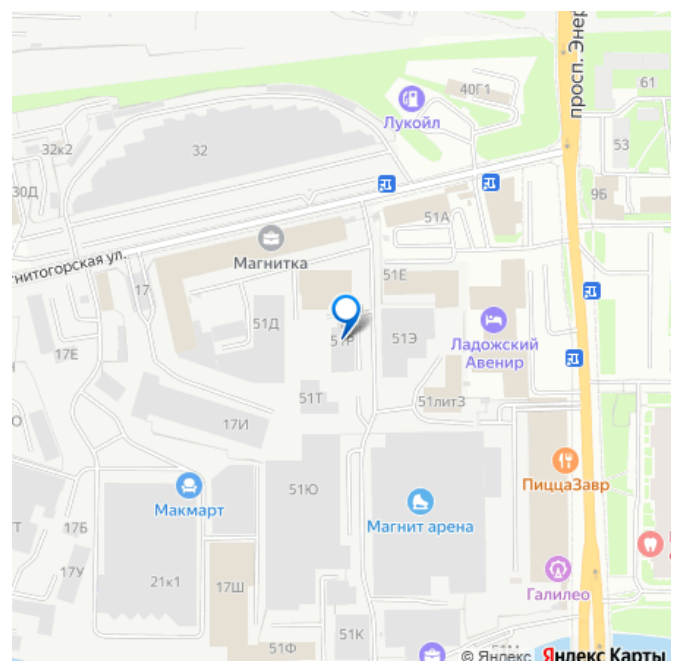 просп. Энер
40Г1
61
Лукойл
53
32к2
32
30Д
9Б
51А
гнитогорская ул.
Магнитка
17
51Е
51Д
51Р
51Э
Ладожский
Авенир
17Е
51Т
51литЗ
17И
ПиццаЗавр
51Ю
Макмарт
Магнит арена
17Б
17У
21к1
17Ш
Галилео
51К
51Ф
© Яндекс Яндекс Карты